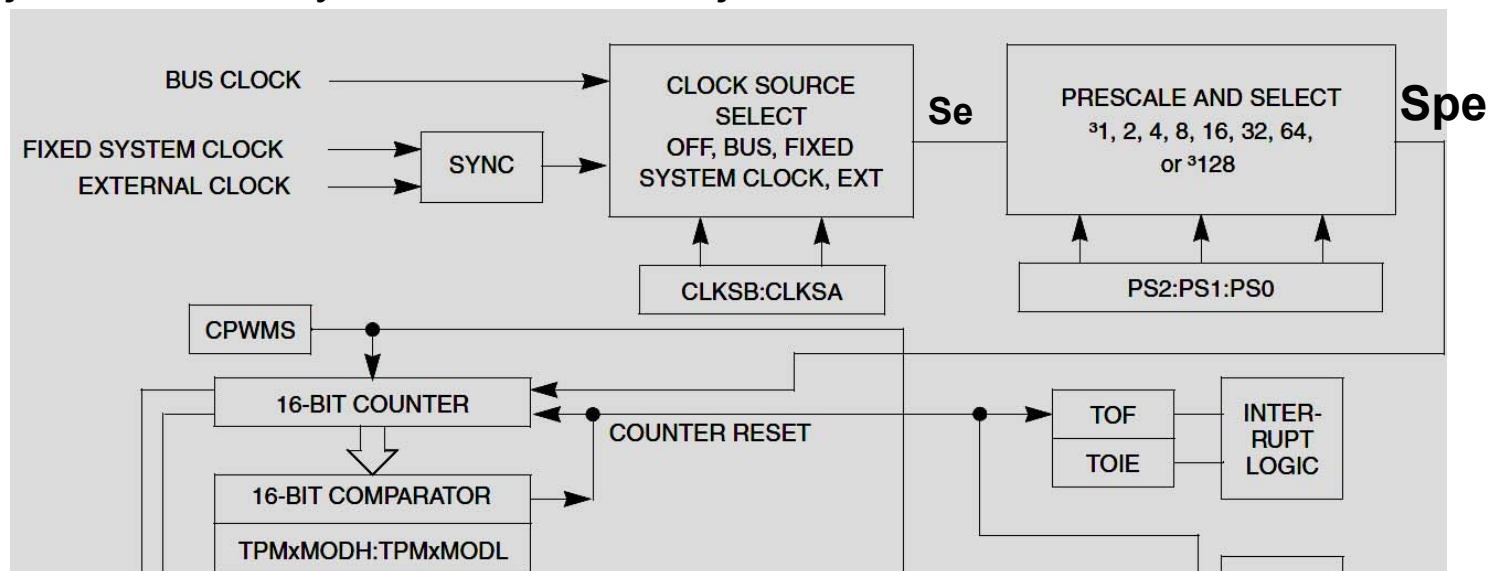 BUS CLOCK
FIXED SYSTEM CLOCK
EXTERNAL CLOCK
SYNC
CLOCK SOURCE
SELECT
OFF, BUS, FIXED
SYSTEM CLOCK, EXT
Se
PRESCALE AND SELECT
³1, 2, 4, 8, 16, 32, 64,
or ³128
Spe
CLKSB:CLKSA
PS2:PS1:PS0
CPWMS
16-BIT COUNTER
COUNTER RESET
TOF
TOIE
INTER-
RUPT
LOGIC
16-BIT COMPARATOR
TPMxMODH:TPMxMODL